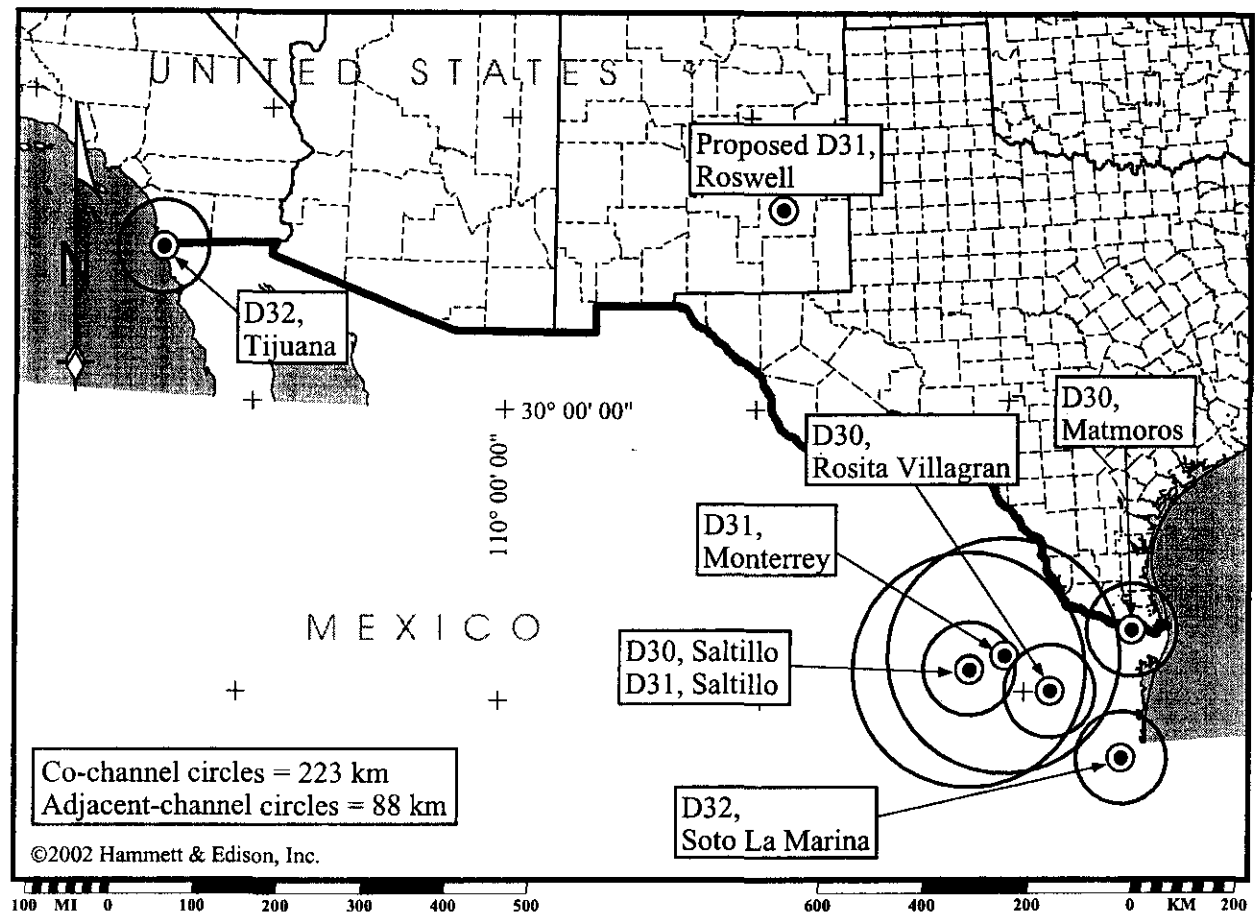 UNITED STATES
Proposed D31,
Roswell
N
D32,
Tijuana
30° 00' 00"
110° 00' 00"
D30,
Matmoros
D30,
Rosita Villagran
D31,
Monterrey
MEXICO
D30, Saltillo
D31, Saltillo
D32,
Soto La Marina
Co-channel circles = 223 km
Adjacent-channel circles = 88 km
©2002 Hammett & Edison, Inc.
100 MI 0 100 200 300 400 500
600 400 200 0 KM 200